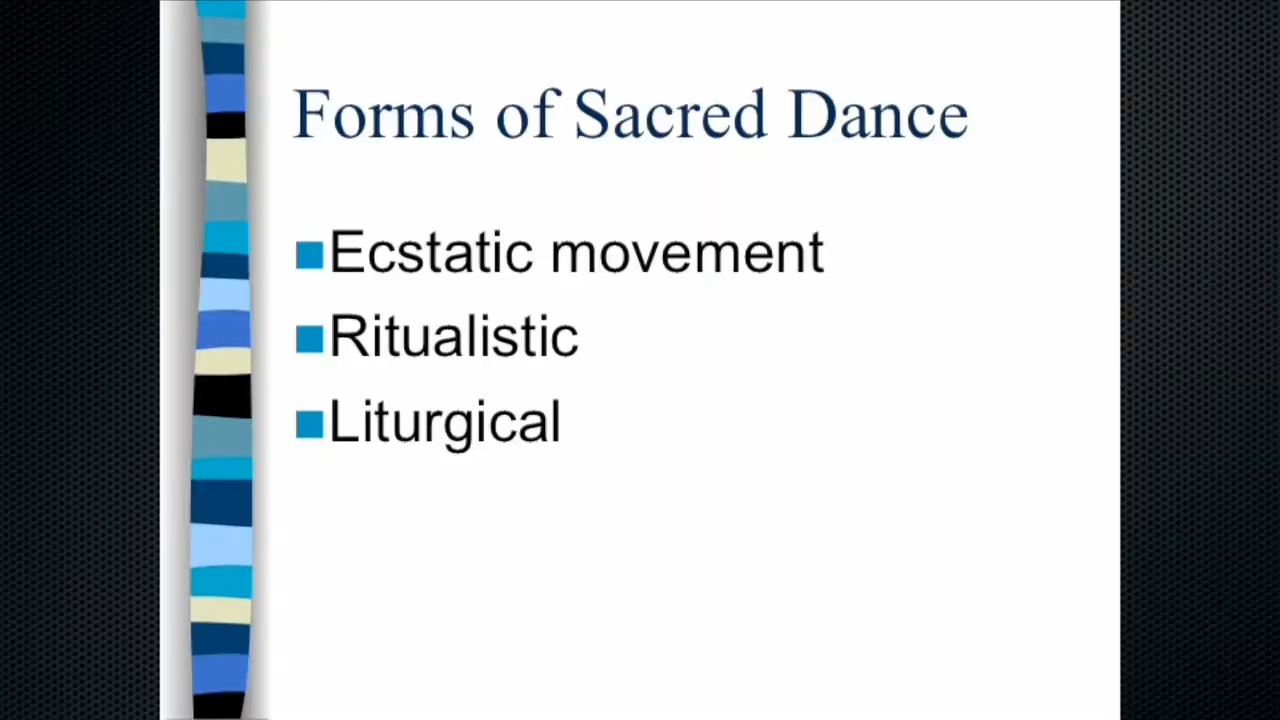 Forms of Sacred Dance
Ecstatic movement
Ritualistic
Liturgical